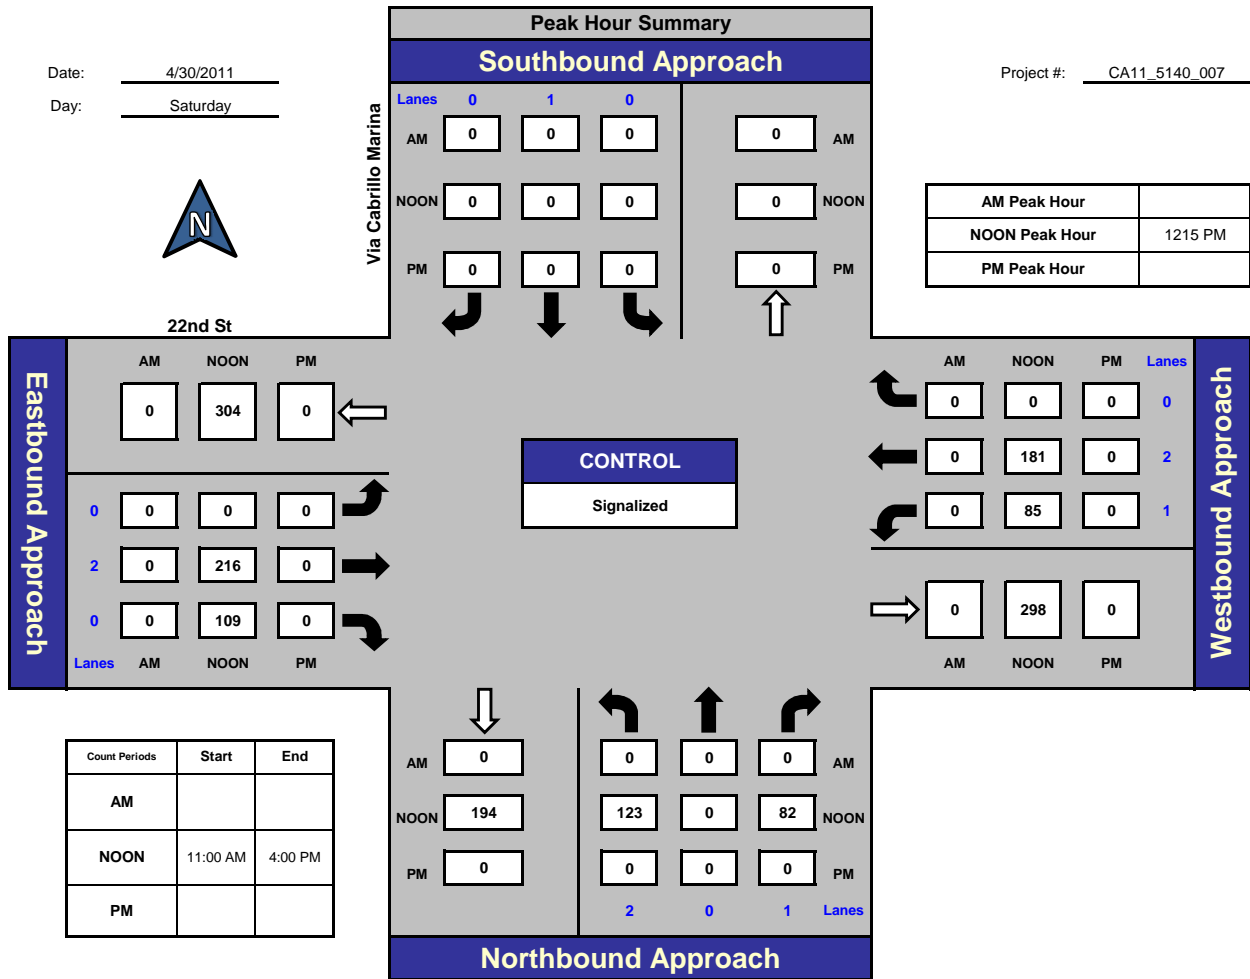 Peak Hour Summary
Southbound Approach
Date: 4/30/2011
Day: Saturday
Project #: CA11_5140_007
Via Cabrillo Marina
Lanes 0 1 0
AM 0 0 0 0 AM
NOON 0 0 0 0 NOON
PM 0 0 0 0 PM
N
AM Peak Hour
NOON Peak Hour 1215 PM
PM Peak Hour
22nd St
Eastbound Approach
AM NOON PM
0 304 0
0 0 0 0
2 0 216 0
0 0 109 0
Lanes AM NOON PM
CONTROL
Signalized
AM NOON PM Lanes
0 0 0 0
0 181 0 2
0 85 0 1
0 298 0
AM NOON PM
Westbound Approach
Count Periods Start End
AM
NOON 11:00 AM 4:00 PM
PM
AM 0 0 0 0 AM
NOON 194 123 0 82 NOON
PM 0 0 0 0 PM
2 0 1 Lanes
Northbound Approach